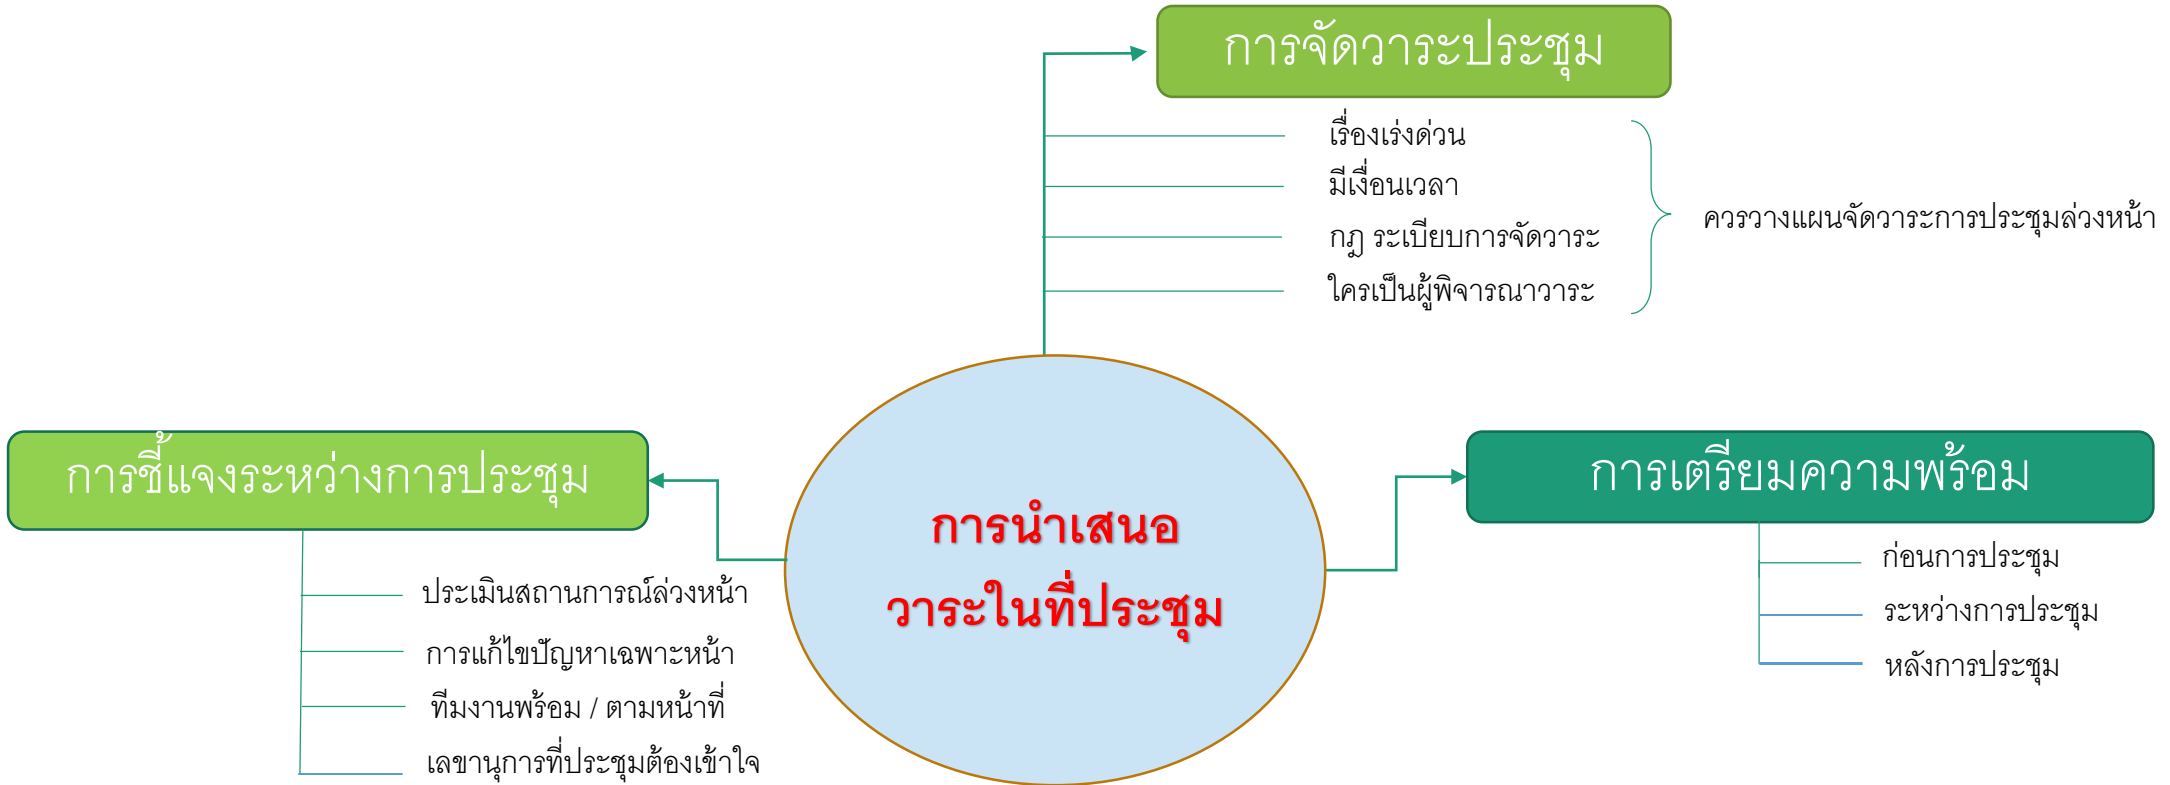 การจัดวาระประชุม
เรื่องเร่งด่วน
มีเงื่อนเวลา
กฎ ระเบียบการจัดวาระ
ใครเป็นผู้พิจารณาวาระ
ควรวางแผนจัดวาระการประชุมล่วงหน้า
การชี้แจงระหว่างการประชุม
ประเมินสถานการณ์ล่วงหน้า
การแก้ไขปัญหาเฉพาะหน้า
ทีมงานพร้อม / ตามหน้าที่
เลขานุการที่ประชุมต้องเข้าใจ
การนำเสนอ
วาระในที่ประชุม
การเตรียมความพร้อม
ก่อนการประชุม
ระหว่างการประชุม
หลังการประชุม